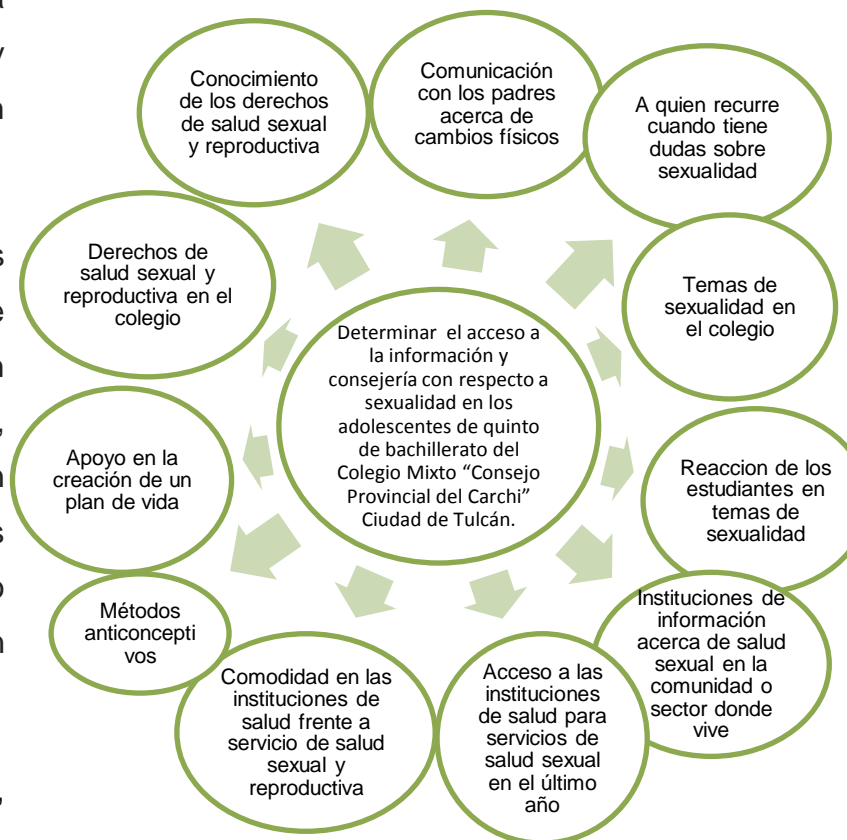 a
y
n
s
e
n
,
n
s
o
n
,
Conocimiento
de los derechos
de salud sexual
y reproductiva
Comunicación
con los padres
acerca de
cambios físicos
A quien recurre
cuando tiene
dudas sobre
sexualidad
Temas de
sexualidad en
el colegio
Reaccion de los
estudiantes en
temas de
sexualidad
Instituciones de
información
acerca de salud
sexual en la
comunidad o
sector donde
vive
Acceso a las
instituciones
de salud para
servicios de
salud sexual
en el último
año
Comodidad en las
instituciones de
salud frente a
servicio de salud
sexual y
reproductiva
Métodos
anticoncepti
vos
Apoyo en la
creación de un
plan de vida
Derechos de
salud sexual y
reproductiva en el
colegio
Determinar el acceso a
la información y
consejería con respecto a
sexualidad en los
adolescentes de quinto
de bachillerato del
Colegio Mixto “Consejo
Provincial del Carchi”
Ciudad de Tulcán.